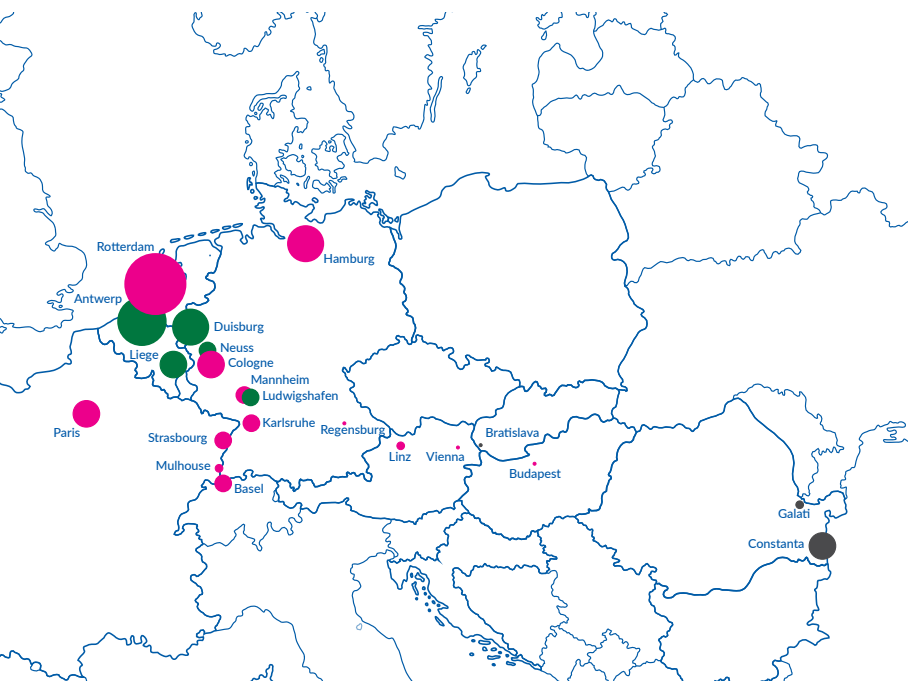 Rotterdam
Hamburg
Antwerp
Duisburg
Neuss
Liege
Cologne
Mannheim
Ludwigshafen
Paris
Karlsruhe
Regensburg
Strasbourg
Bratislava
Linz
Vienna
Mulhouse
Budapest
Basel
Galati
Constanta